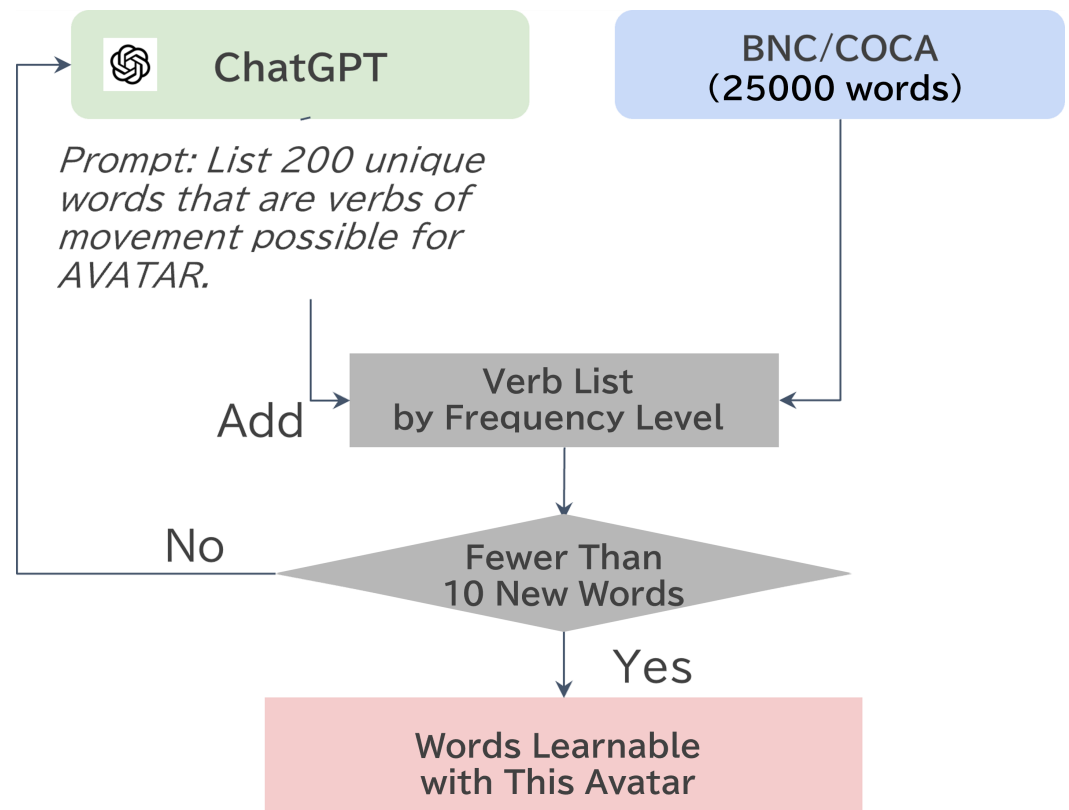 ChatGPT
BNC/COCA
(25000 words)
Prompt: List 200 unique
words that are verbs of
movement possible for
AVATAR.
Add
Verb List
by Frequency Level
No
Fewer Than
10 New Words
Yes
Words Learnable
with This Avatar